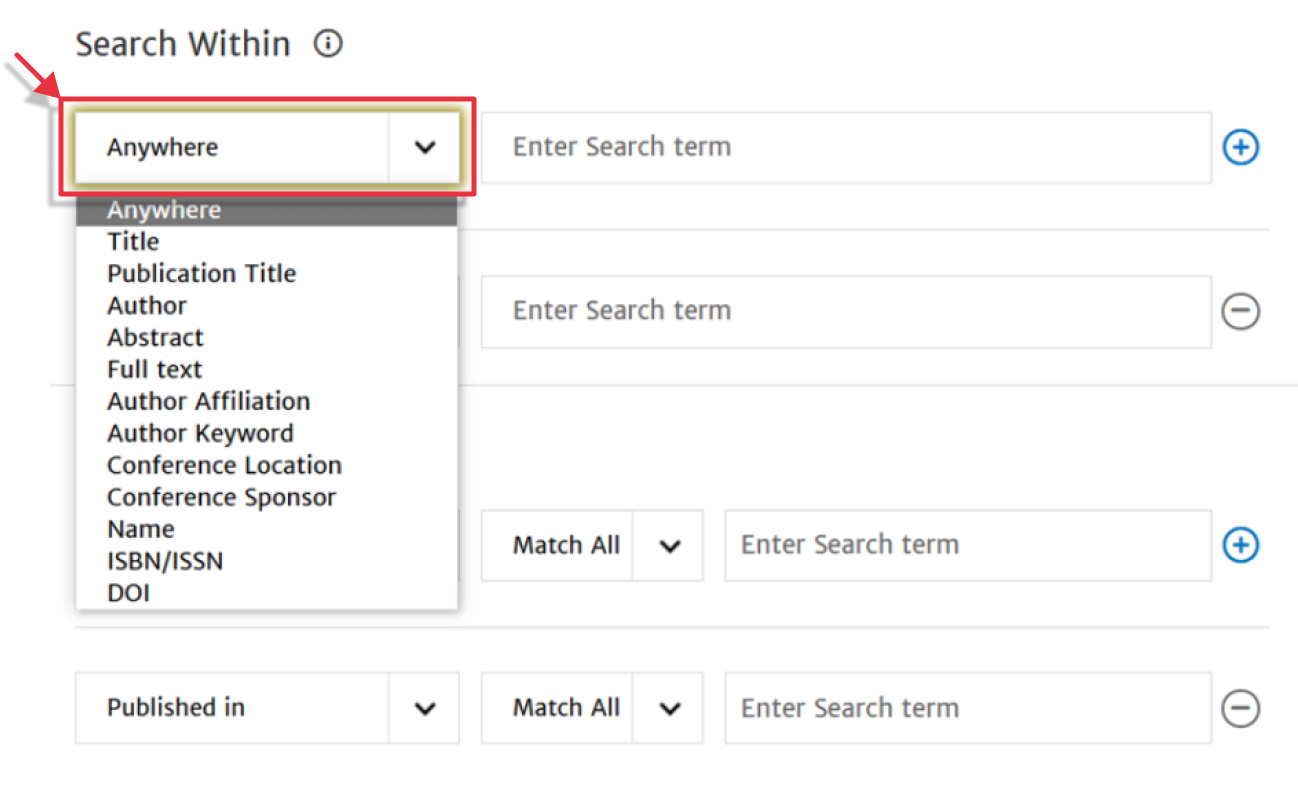 Search Within
Anywhere
Enter Search term
Anywhere
Title
Publication Title
Author
Abstract
Full text
Author Affiliation
Author Keyword
Conference Location
Conference Sponsor
Name
ISBN/ISSN
DOI
Enter Search term
Match All
Enter Search term
Published in
Match All
Enter Search term